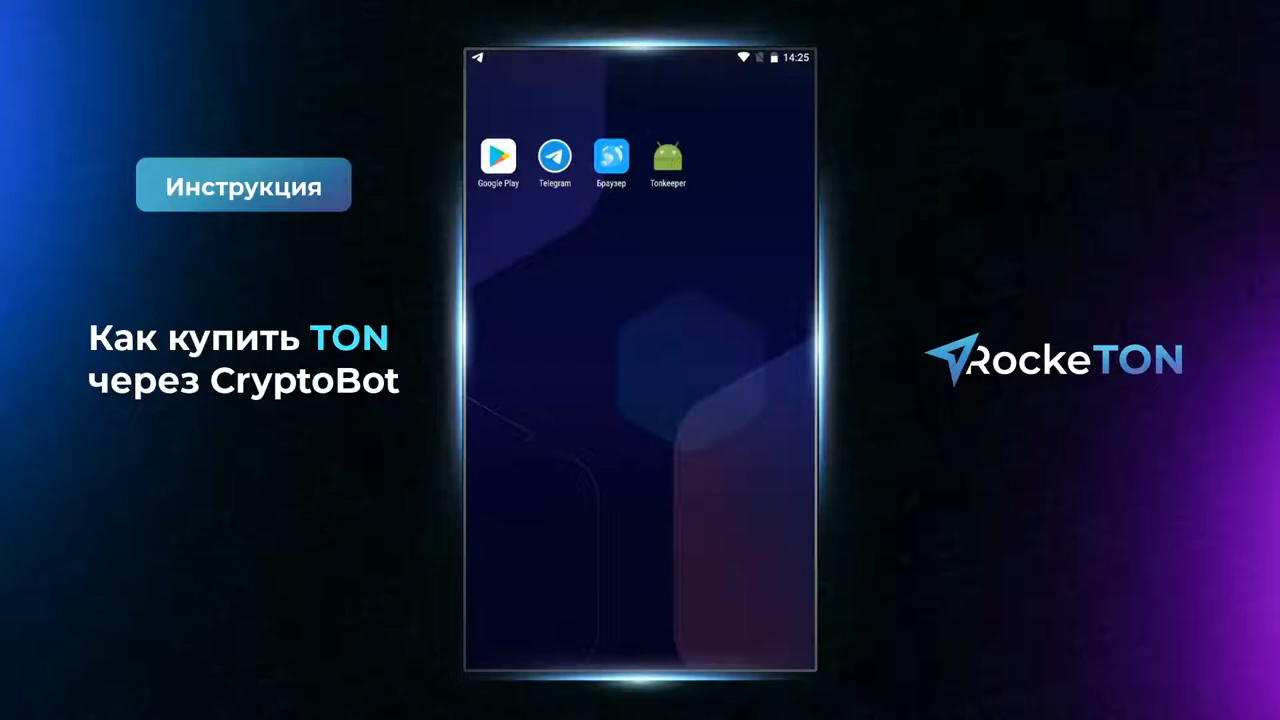 14:25
Google Play
Telegram
Браузер
Tonkeeper
Инструкция
Как купить TON
через CryptoBot
RockeTON